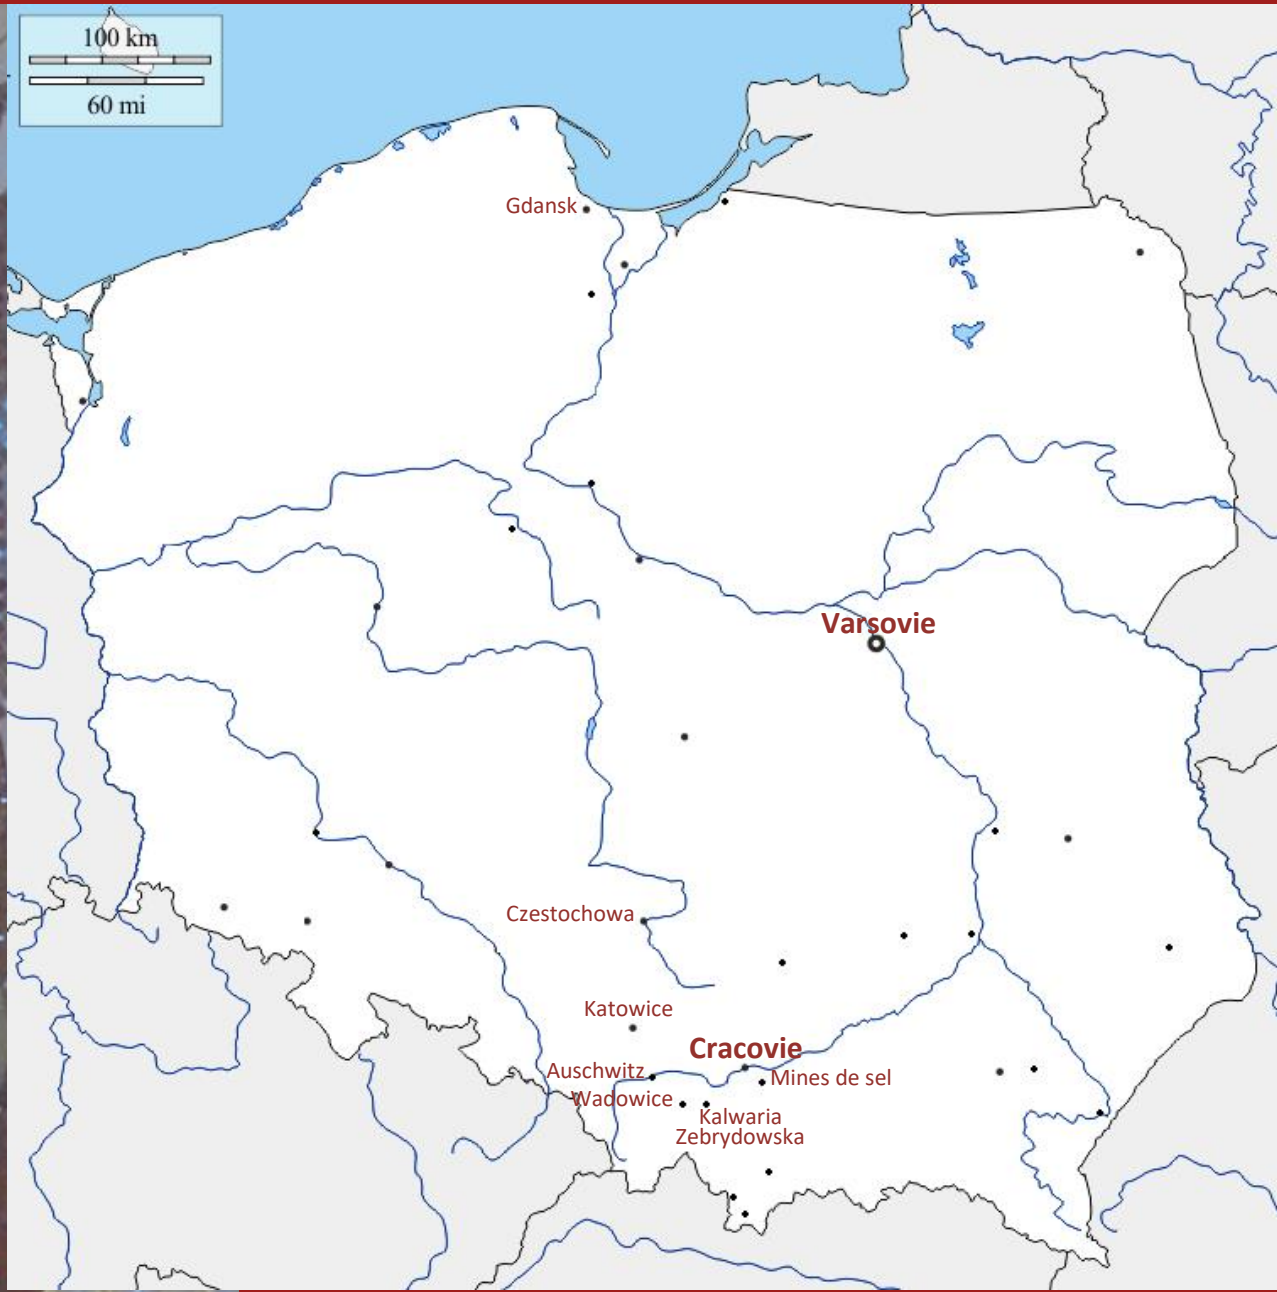 100 km
60 mi
Gdansk
Varsovie
Czestochowa
Katowice
Cracovie
Auschwitz
Mines de sel
Wadowice
Kalwaria
Zebrydowska